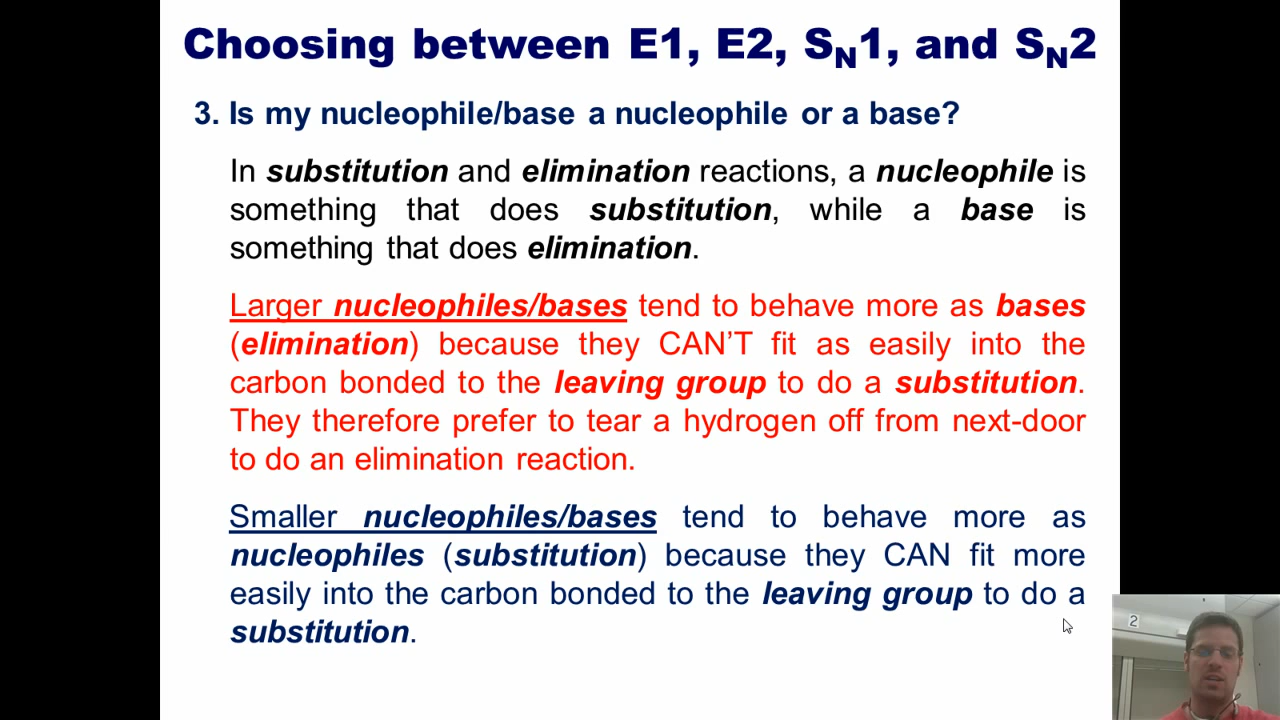 Choosing between E1, E2, SN1, and SN2
3. Is my nucleophile/base a nucleophile or a base?
In substitution and elimination reactions, a nucleophile is
something that does substitution, while a base is
something that does elimination.
Larger nucleophiles/bases tend to behave more as bases
(elimination) because they CAN’T fit as easily into the
carbon bonded to the leaving group to do a substitution.
They therefore prefer to tear a hydrogen off from next-door
to do an elimination reaction.
Smaller nucleophiles/bases tend to behave more as
nucleophiles (substitution) because they CAN fit more
easily into the carbon bonded to the leaving group to do a
substitution.
2